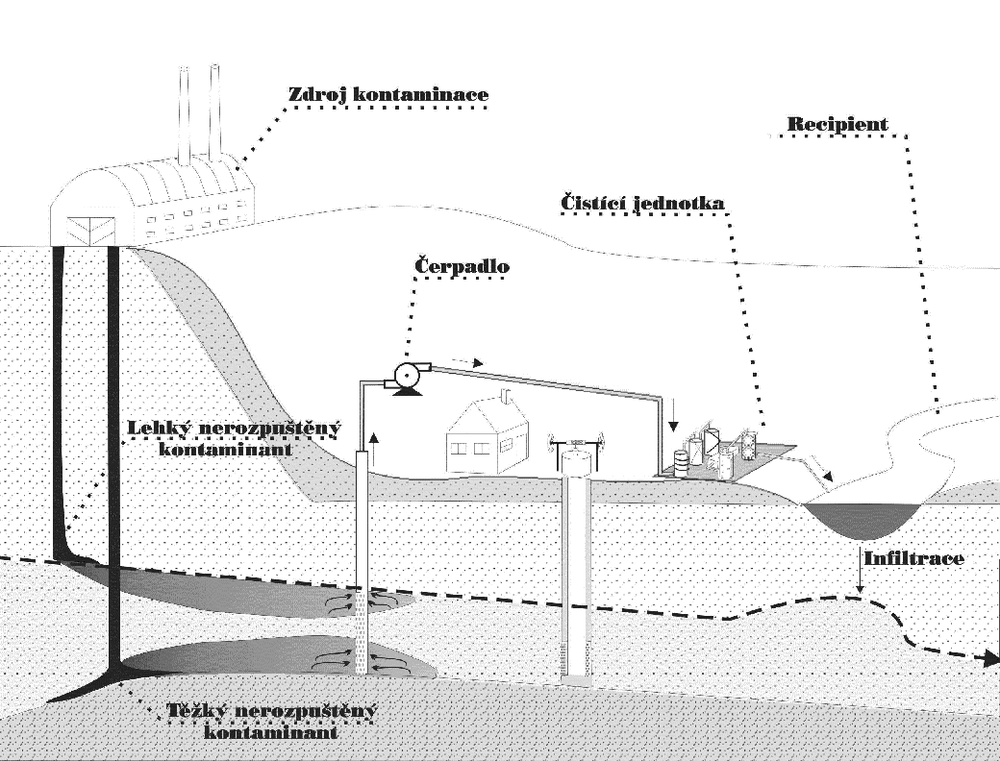 Zdroj kontaminace
Recipient
Čistící jednotka
Čerpadlo
Lehký nerozpuštěný
kontaminant
Infiltrace
Těžký nerozpuštěný
kontaminant